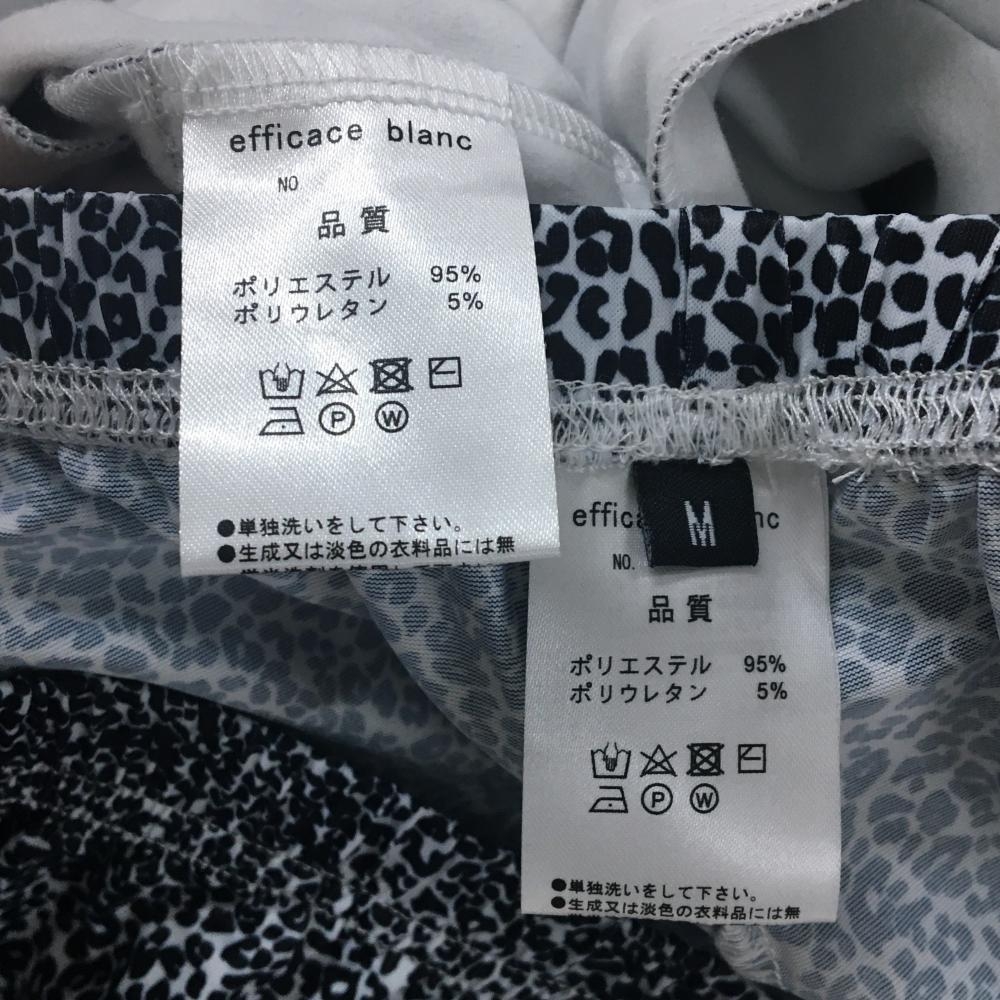 efficace blanc
NO
品質
ポリエステル 95%
ポリウレタン 5%
P W
●単独洗いをして下さい。
●生成又は淡色の衣料品には無
M
NO.
品質
ポリエステル 95%
ポリウレタン 5%
P W
●単独洗いをして下さい。
●生成又は淡色の衣料品には無